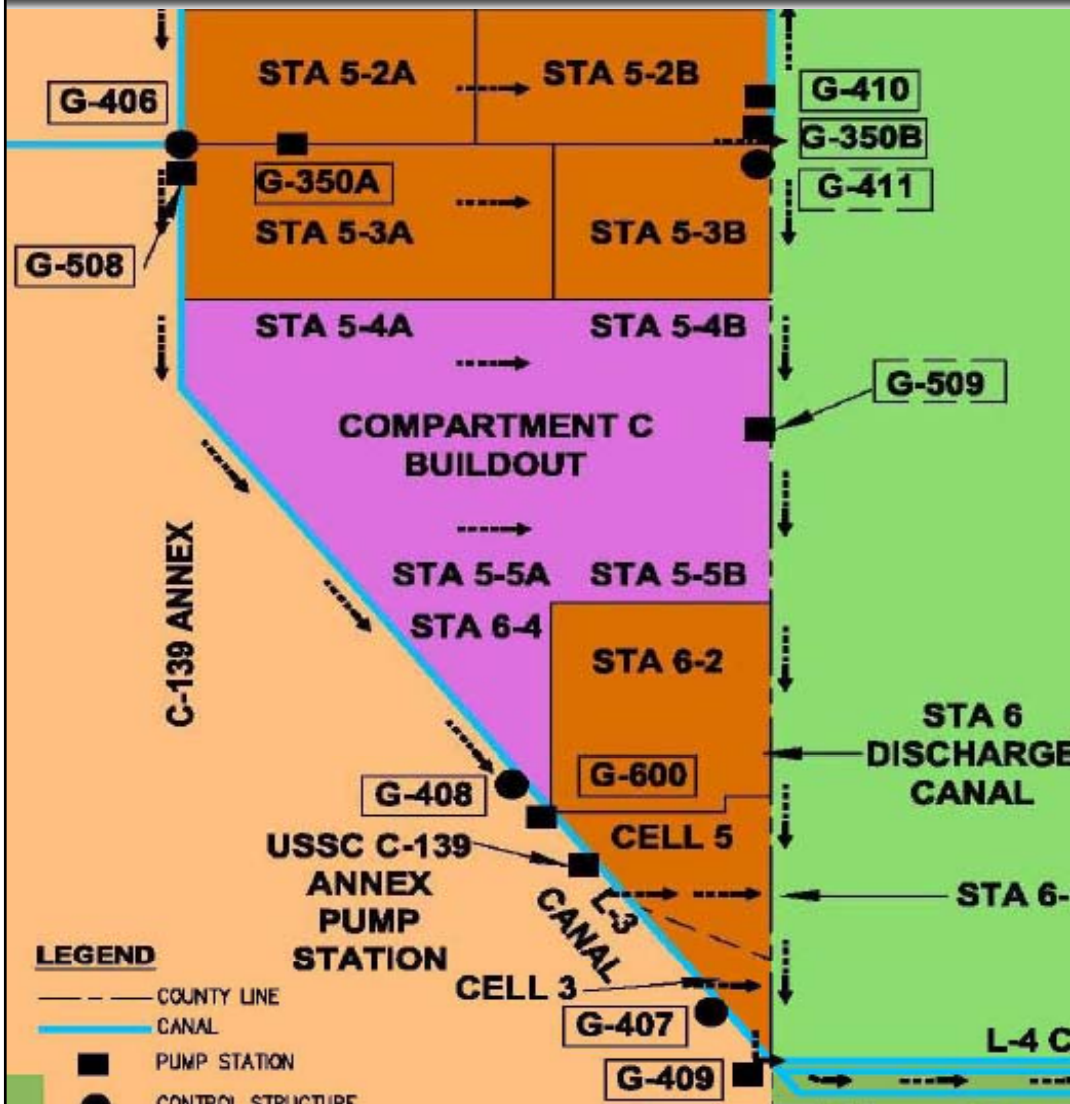 STA 5-2A
STA 5-2B
G-406
G-410
G-350B
G-350A
G-411
STA 5-3A
STA 5-3B
G-508
STA 5-4A
STA 5-4B
G-509
COMPARTMENT C
BUILDOUT
C-139 ANNEX
STA 5-5A
STA 5-5B
STA 6-4
STA 6-2
STA 6
DISCHARGE
CANAL
G-600
G-408
CELL 5
USSC C-139
ANNEX
PUMP
STATION
L-3
CANAL
STA 6-
CELL 3
G-407
L-4 C
G-409
LEGEND
COUNTY LINE
CANAL
PUMP STATION
CONTROL STRUCTURE